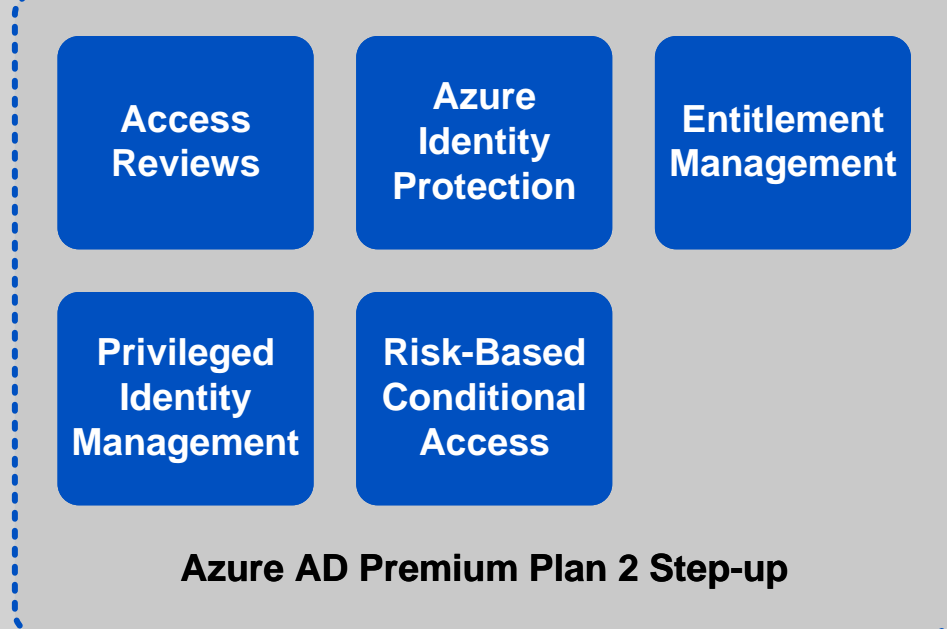 Access
Reviews
Azure
Identity
Protection
Entitlement
Management
Privileged
Identity
Management
Risk-Based
Conditional
Access
Azure AD Premium Plan 2 Step-up